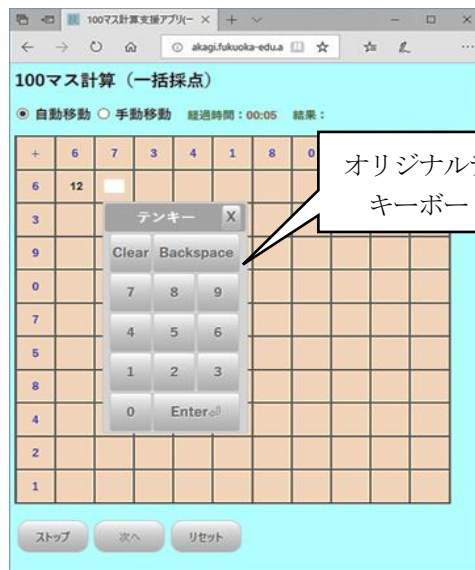 100マス計算支援アプリ(一
akagi.fukuoka-edu.a
100マス計算（一括採点）
自動移動 手動移動 経過時間：00:05 結果：
+ 6 7 3 4 1 8 0
6 12
3
9
0
7
5
8
4
2
1
オリジナルテ
キーボー
テンキー X
Clear Backspace
7 8 9
4 5 6
1 2 3
0 Enter⏎
ストップ 次へ リセット